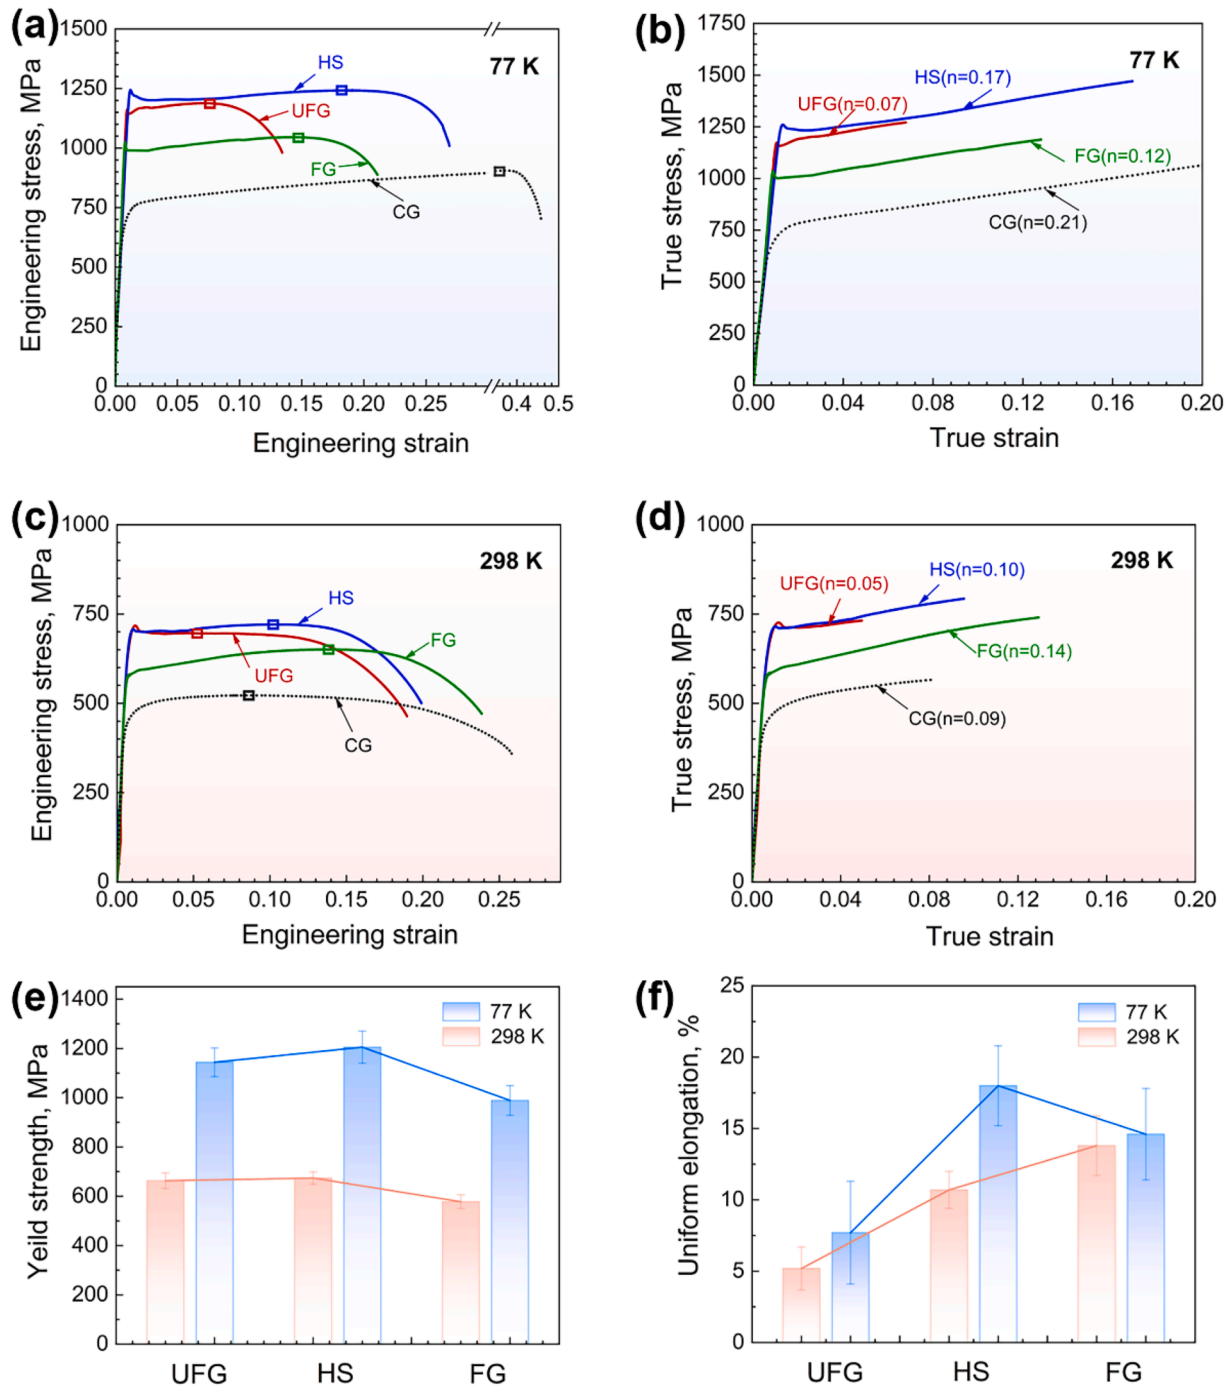 (a)
1500
1250
1000
750
500
250
0
Engineering stress, MPa
77 K
HS
UFG
FG
CG
0.00 0.05 0.10 0.15 0.20 0.25 0.4 0.5
Engineering strain
(b)
1750
1500
1250
1000
750
500
250
0
True stress, MPa
77 K
HS(n=0.17)
UFG(n=0.07)
FG(n=0.12)
CG(n=0.21)
0.00 0.04 0.08 0.12 0.16 0.20
True strain
(c)
1000
750
500
250
0
Engineering stress, MPa
298 K
HS
FG
UFG
CG
0.00 0.05 0.10 0.15 0.20 0.25
Engineering strain
(d)
1000
750
500
250
0
True stress, MPa
298 K
HS(n=0.10)
UFG(n=0.05)
FG(n=0.14)
CG(n=0.09)
0.00 0.04 0.08 0.12 0.16 0.20
True strain
(e)
1400
1200
1000
800
600
400
200
0
Yeild strength, MPa
77 K
298 K
UFG HS FG
(f)
25
20
15
10
5
0
Uniform elongation, %
77 K
298 K
UFG HS FG